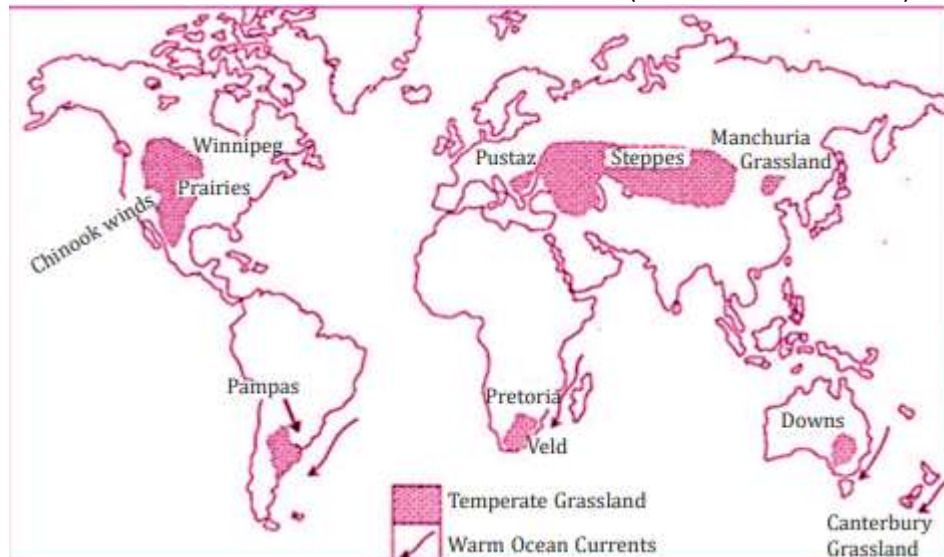 Winnipeg
Prairies
Chinook winds
Pustaz
Steppes
Manchuria
Grassland
Pampas
Pretoria
Veld
Downs
Canterbury
Grassland
Temperate Grassland
Warm Ocean Currents